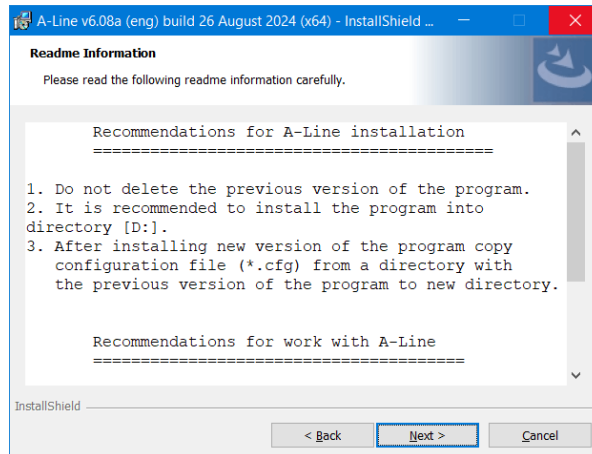 A-Line v6.08a (eng) build 26 August 2024 (x64) - InstallShield ...
Readme Information
Please read the following readme information carefully.
Recommendations for A-Line installation
===========================================
1. Do not delete the previous version of the program.
2. It is recommended to install the program into
directory [D:].
3. After installing new version of the program copy
configuration file (*.cfg) from a directory with
the previous version of the program to new directory.
Recommendations for work with A-Line
========================================
InstallShield
< Back
Next >
Cancel